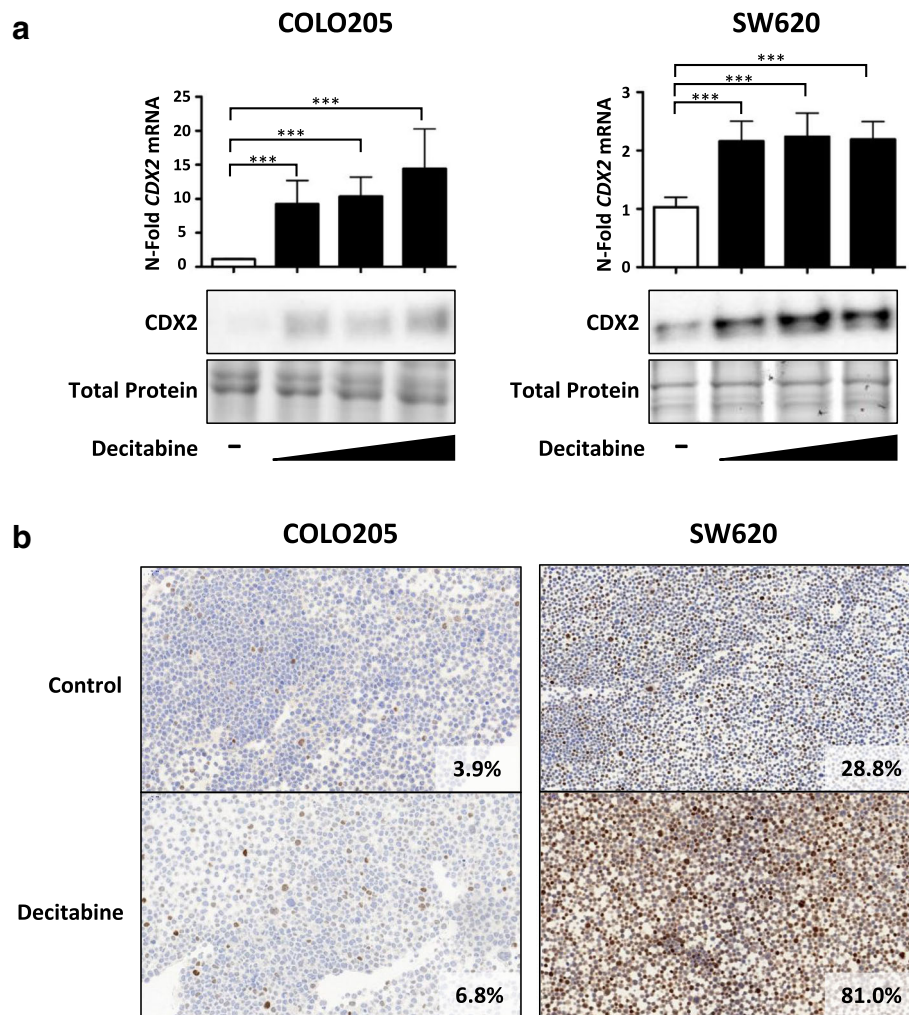 a
COLO205
SW620
N-Fold CDX2 mRNA
25
20
15
10
5
0
***
***
***
N-Fold CDX2 mRNA
3
2
1
0
***
***
***
CDX2
CDX2
Total Protein
Total Protein
Decitabine –
Decitabine –
b
COLO205
SW620
Control
3.9%
28.8%
Decitabine
6.8%
81.0%